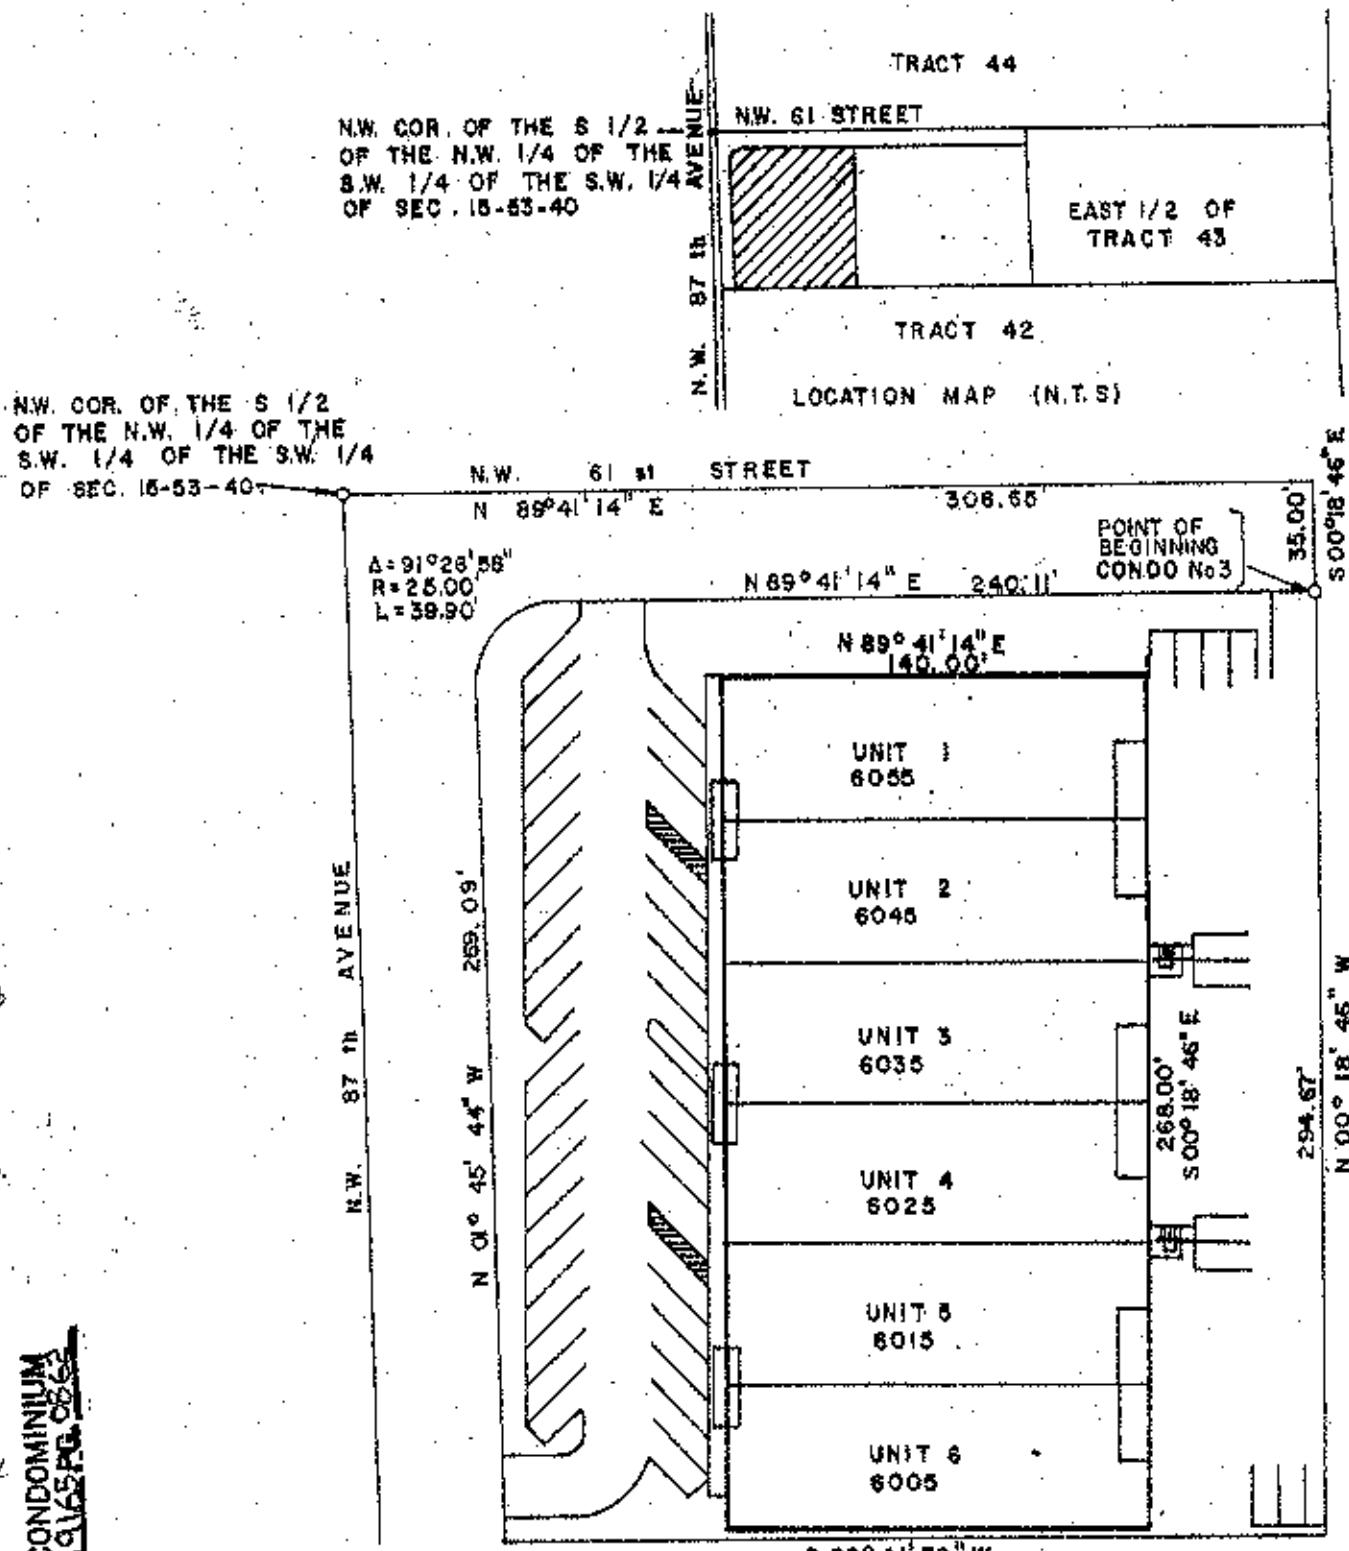 TRACT 44
N.W. 61 STREET
N.W. COR. OF THE S 1/2
OF THE N.W. 1/4 OF THE
S.W. 1/4 OF THE S.W. 1/4
OF SEC. 15-53-40
N.W. 87 th AVENUE
EAST 1/2 OF
TRACT 43
TRACT 42
LOCATION MAP (N.T.S)
N.W. COR. OF THE S 1/2
OF THE N.W. 1/4 OF THE
S.W. 1/4 OF THE S.W. 1/4
OF SEC. 15-53-40
N.W. 61 st STREET
N 89°41'14" E 306.65
35.00'
S00°18'46"E
POINT OF
BEGINNING
CONDO No3
Δ=91°26'58"
R=25.00'
L=39.90'
N 89°41'14" E 240.11'
N 89°41'14" E
140.00'
UNIT 1
6055
UNIT 2
6045
UNIT 3
6035
UNIT 4
6025
UNIT 5
6015
UNIT 6
6005
N.W. 87 th AVENUE
N 01° 45' 44" W 269.09'
268.00'
S00°18'46"E
294.67'
N 00° 18' 46" W
CONDOMINIUM